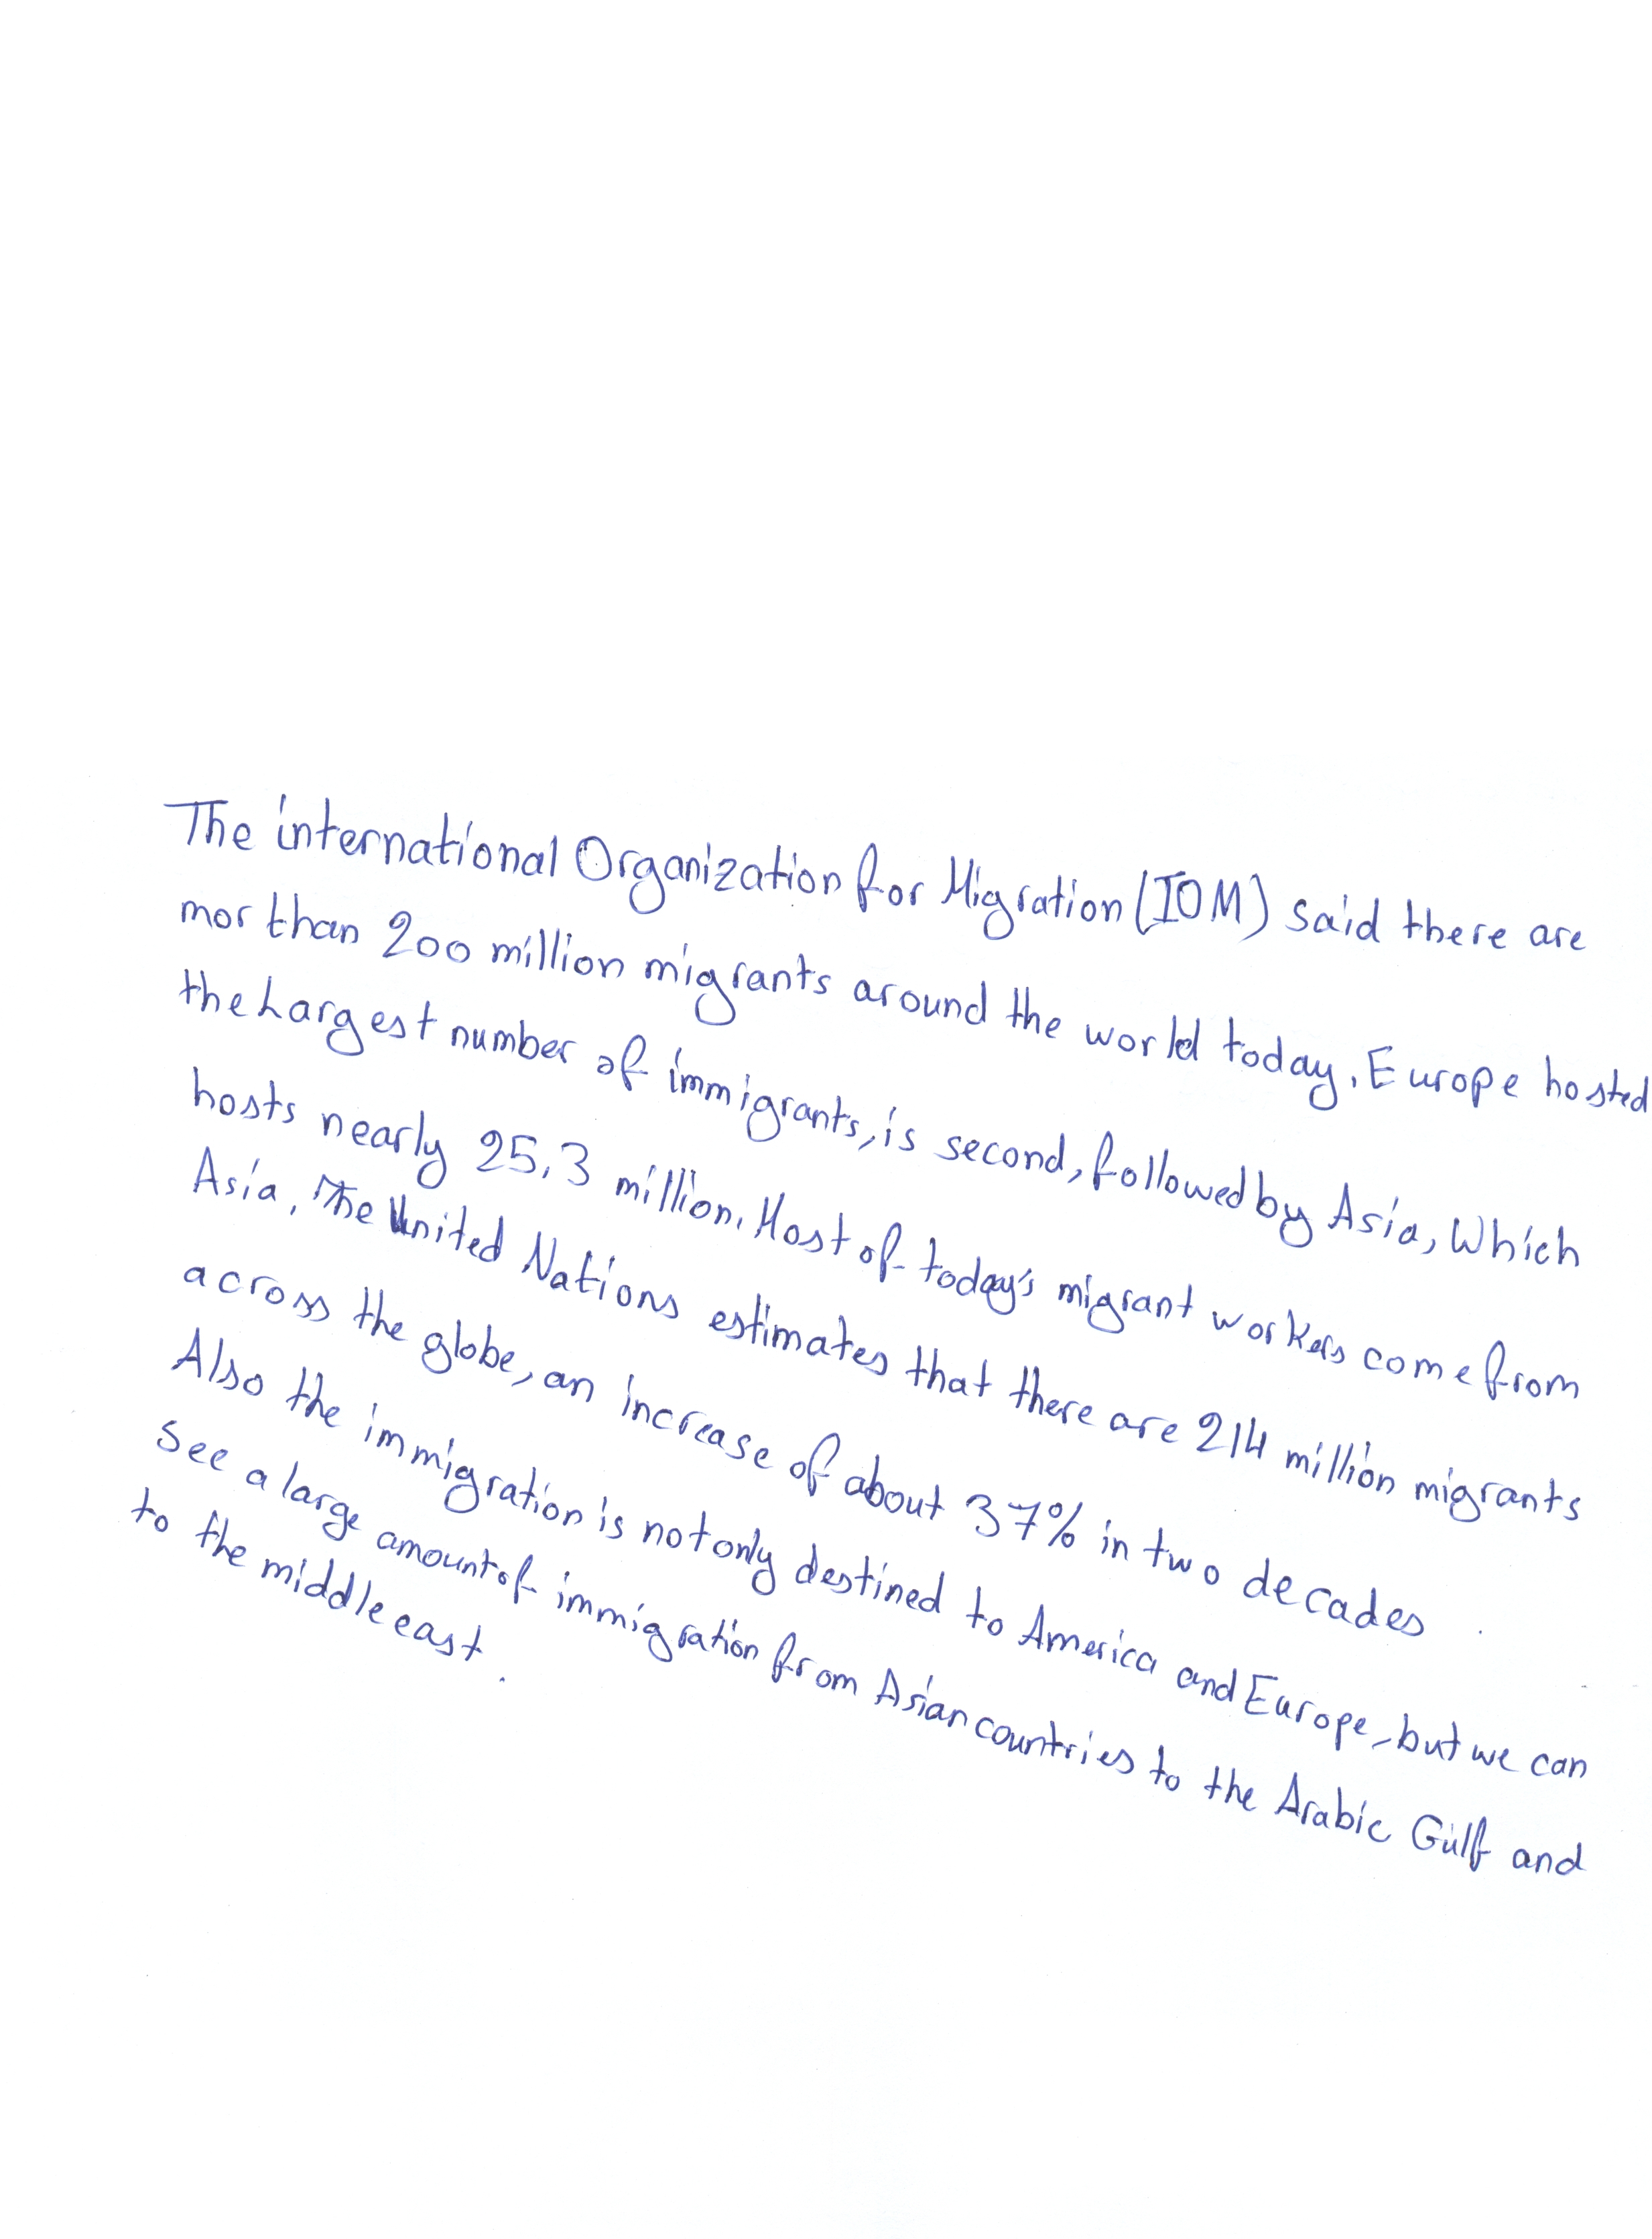 The international Organization for Migration (IOM) said there are
mor than 200 million migrants around the world today. Europe hosted
the Largest number of immigrants, is second, followed by Asia, Which
hosts nearly 25.3 million. Most of today's migrant workers come from
Asia. The United Nations estimates that there are 214 million migrants
across the globe, an increase of about 37% in two decades.
Also the immigration is not only destined to America and Europe, but we can
see a large amount of immigration from Asian countries to the Arabic Gulf and
to the middle east.